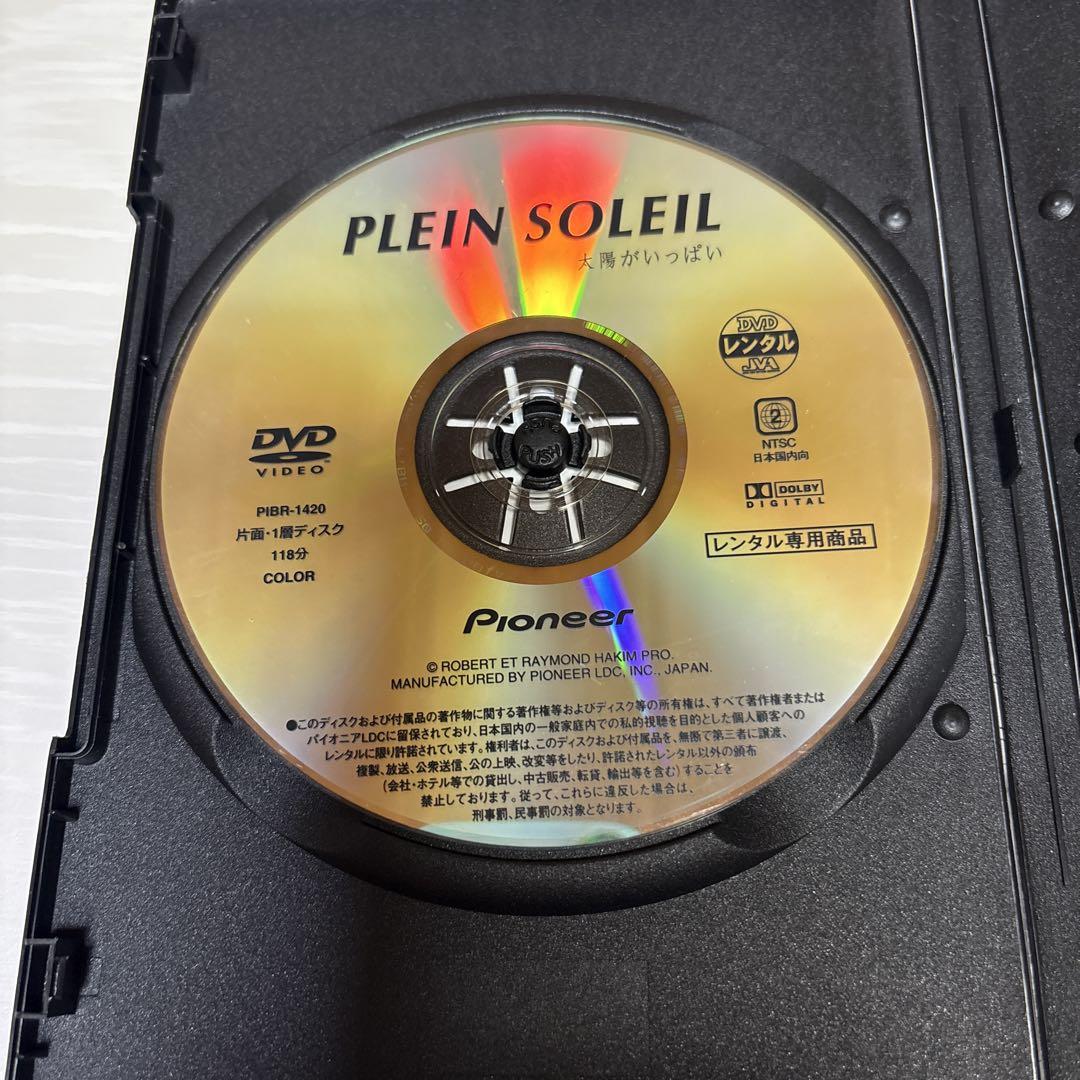 PLEIN SOLEIL
太陽がいっぱい
DVD
レンタル
JVA
2
NTSC
日本国内向
DOLBY
DIGITAL
レンタル専用商品
DVD
VIDEO
PIBR-1420
片面・1層ディスク
118分
COLOR
PUSH
Pioneer
© ROBERT ET RAYMOND HAKIM PRO.
MANUFACTURED BY PIONEER LDC, INC., JAPAN.
●このディスクおよび付属品の著作物に関する著作権等およびディスク等の所有権は、すべて著作権者または
パイオニアLDCに留保されており、日本国内の一般家庭内での私的視聴を目的とした個人顧客への
レンタルに限り許諾されています。権利者は、このディスクおよび付属品を、無断で第三者に譲渡、
複製、放送、公衆送信、公の上映、改変等をしたり、許諾されたレンタル以外の頒布
(会社・ホテル等での貸出し、中古販売、転貸、輸出等を含む)することを
禁止しております。従って、これらに違反した場合は、
刑事罰、民事罰の対象となります。